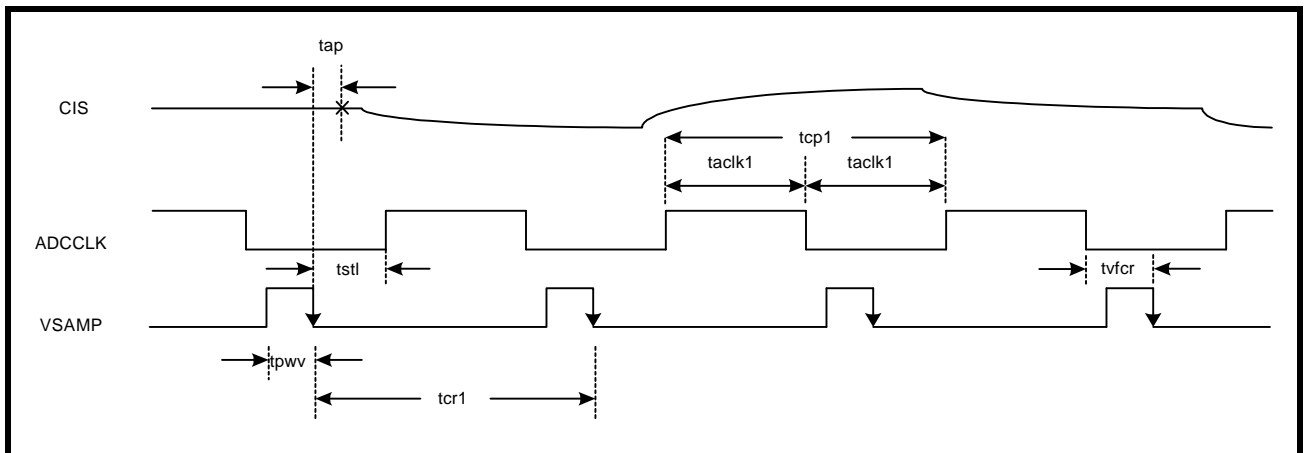 tap
CIS
tcp1
taclk1 taclk1
ADCCLK
tstl
tvfcr
VSAMP
tpwv
tcr1